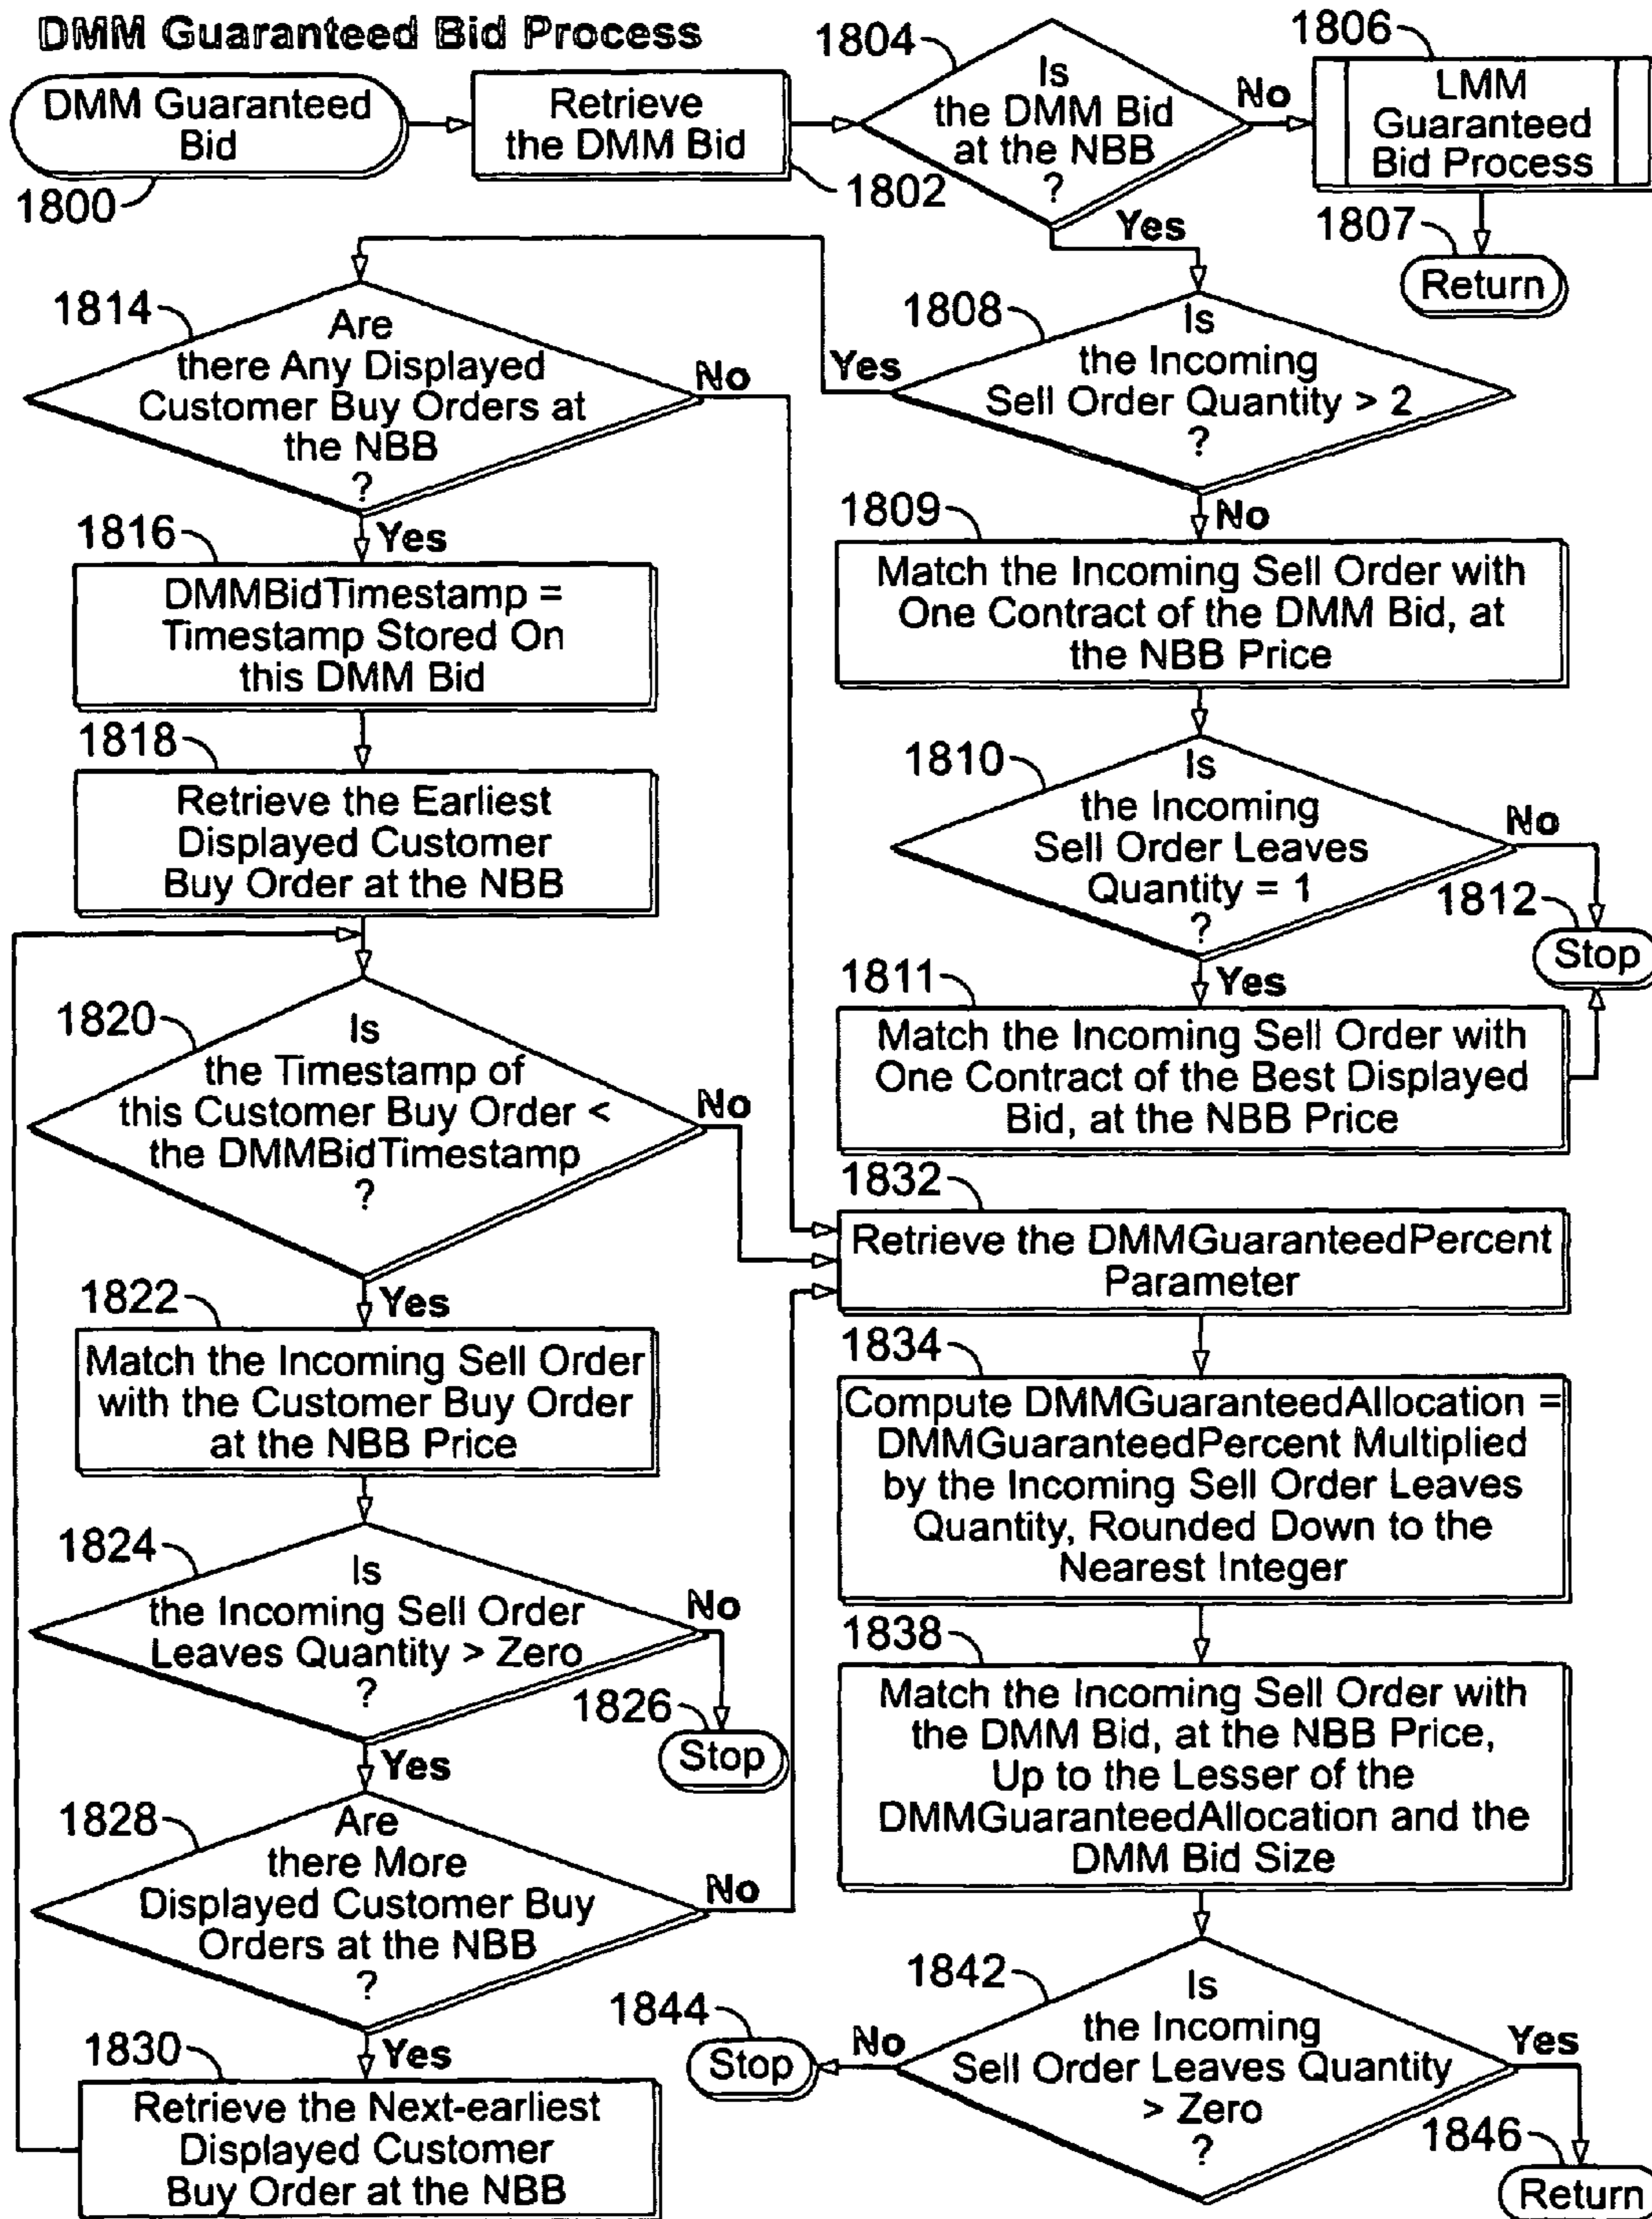 DMM Guaranteed Bid Process
DMM Guaranteed
Bid
1800
Retrieve
the DMM Bid
1802
1804
Is
the DMM Bid
at the NBB
?
No
Yes
1806
LMM
Guaranteed
Bid Process
1807
Return
1808
Is
the Incoming
Sell Order Quantity > 2
?
Yes
No
1809
Match the Incoming Sell Order with
One Contract of the DMM Bid, at
the NBB Price
1810
Is
the Incoming
Sell Order Leaves
Quantity = 1
?
No
Yes
1812
Stop
1811
Match the Incoming Sell Order with
One Contract of the Best Displayed
Bid, at the NBB Price
1814
Are
there Any Displayed
Customer Buy Orders at
the NBB
?
No
Yes
1816
DMMBidTimestamp =
Timestamp Stored On
this DMM Bid
1818
Retrieve the Earliest
Displayed Customer
Buy Order at the NBB
1820
Is
the Timestamp of
this Customer Buy Order <
the DMMBidTimestamp
?
No
Yes
1822
Match the Incoming Sell Order
with the Customer Buy Order
at the NBB Price
1824
Is
the Incoming Sell Order
Leaves Quantity > Zero
?
No
1826
Stop
Yes
1828
Are
there More
Displayed Customer Buy
Orders at the NBB
?
No
Yes
1830
Retrieve the Next-earliest
Displayed Customer
Buy Order at the NBB
1832
Retrieve the DMMGuaranteedPercent
Parameter
1834
Compute DMMGuaranteedAllocation =
DMMGuaranteedPercent Multiplied
by the Incoming Sell Order Leaves
Quantity, Rounded Down to the
Nearest Integer
1838
Match the Incoming Sell Order with
the DMM Bid, at the NBB Price,
Up to the Lesser of the
DMMGuaranteedAllocation and the
DMM Bid Size
1842
Is
the Incoming
Sell Order Leaves Quantity
> Zero
?
No
1844
Stop
Yes
1846
Return